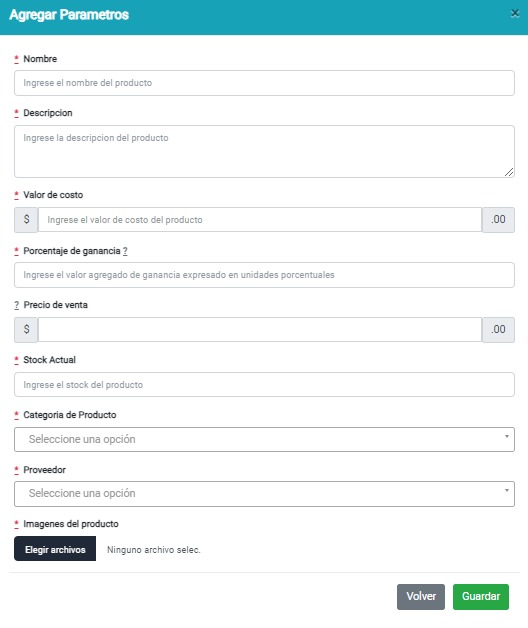 Agregar Parametros ×
* Nombre
Ingrese el nombre del producto
* Descripcion
Ingrese la descripcion del producto
* Valor de costo
$ Ingrese el valor de costo del producto .00
* Porcentaje de ganancia ?
Ingrese el valor agregado de ganancia expresado en unidades porcentuales
? Precio de venta
$ .00
* Stock Actual
Ingrese el stock del producto
* Categoria de Producto
Seleccione una opción
* Proveedor
Seleccione una opción
* Imagenes del producto
Elegir archivos Ninguno archivo selec.
Volver Guardar